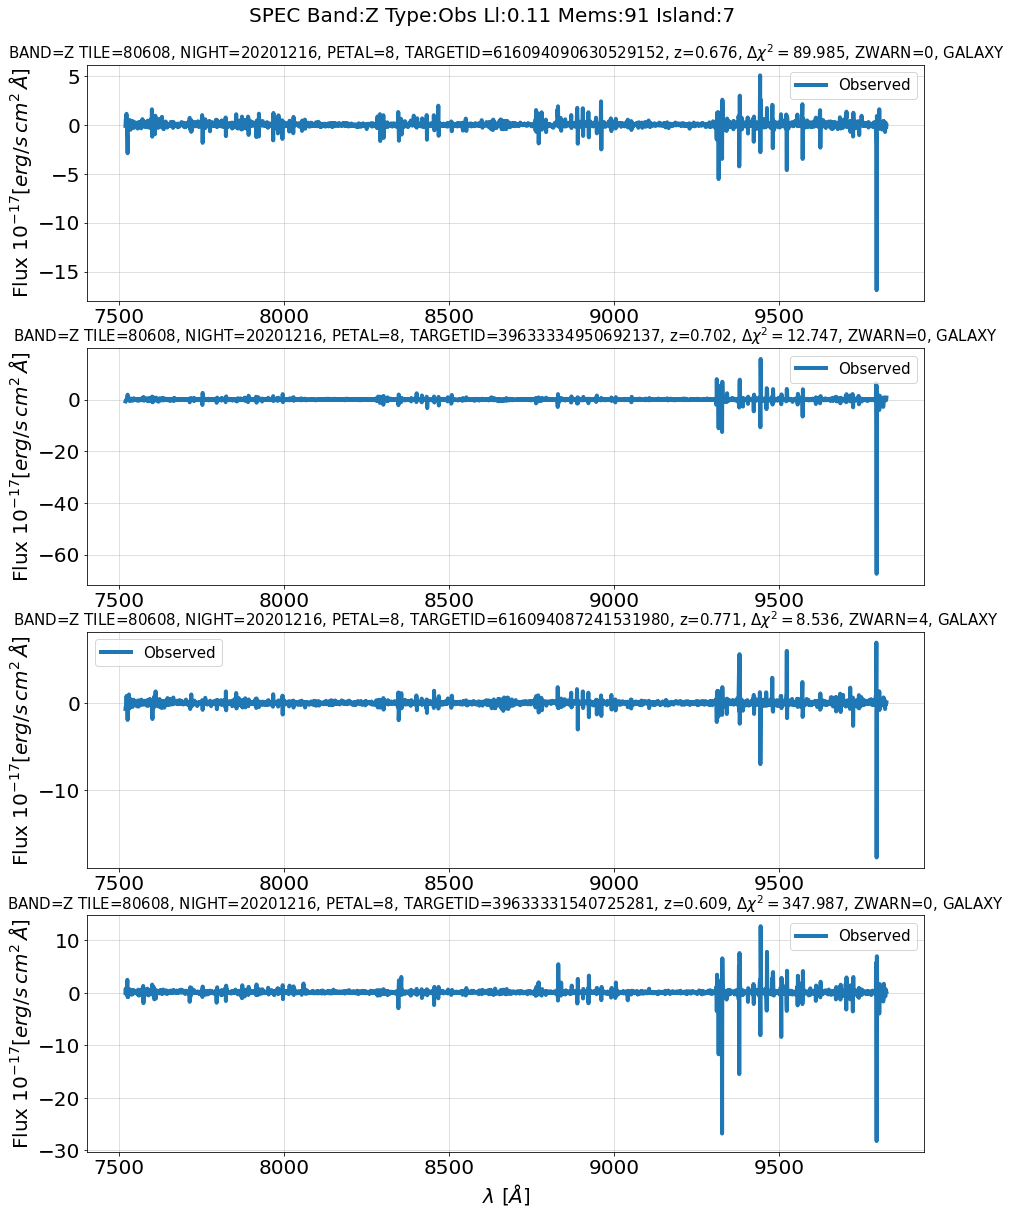 SPEC Band:Z Type:Obs Ll:0.11 Mems:91 Island:7
BAND=Z TILE=80608, NIGHT=20201216, PETAL=8, TARGETID=616094090630529152, z=0.676, Δχ² = 89.985, ZWARN=0, GALAXY
Flux 10⁻¹⁷[erg/s cm² Å]
5
0
−5
−10
−15
Observed
7500 8000 8500 9000 9500
BAND=Z TILE=80608, NIGHT=20201216, PETAL=8, TARGETID=39633334950692137, z=0.702, Δχ² = 12.747, ZWARN=0, GALAXY
Flux 10⁻¹⁷[erg/s cm² Å]
0
−20
−40
−60
Observed
7500 8000 8500 9000 9500
BAND=Z TILE=80608, NIGHT=20201216, PETAL=8, TARGETID=616094087241531980, z=0.771, Δχ² = 8.536, ZWARN=4, GALAXY
Flux 10⁻¹⁷[erg/s cm² Å]
0
−10
Observed
7500 8000 8500 9000 9500
BAND=Z TILE=80608, NIGHT=20201216, PETAL=8, TARGETID=39633331540725281, z=0.609, Δχ² = 347.987, ZWARN=0, GALAXY
Flux 10⁻¹⁷[erg/s cm² Å]
10
0
−10
−20
−30
Observed
7500 8000 8500 9000 9500
λ [Å]